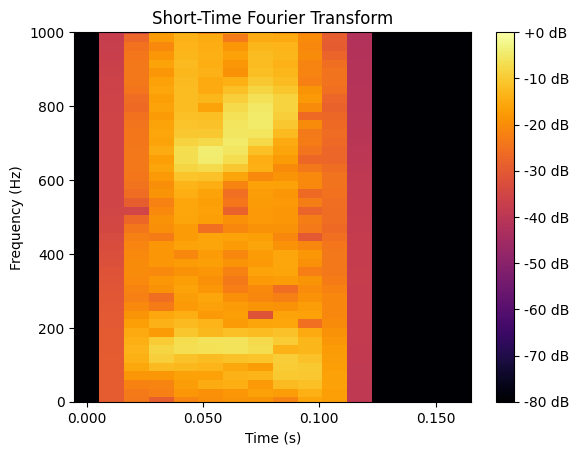 Short-Time Fourier Transform
1000
800
600
400
200
0
Frequency (Hz)
0.000
0.050
0.100
0.150
Time (s)
+0 dB
-10 dB
-20 dB
-30 dB
-40 dB
-50 dB
-60 dB
-70 dB
-80 dB